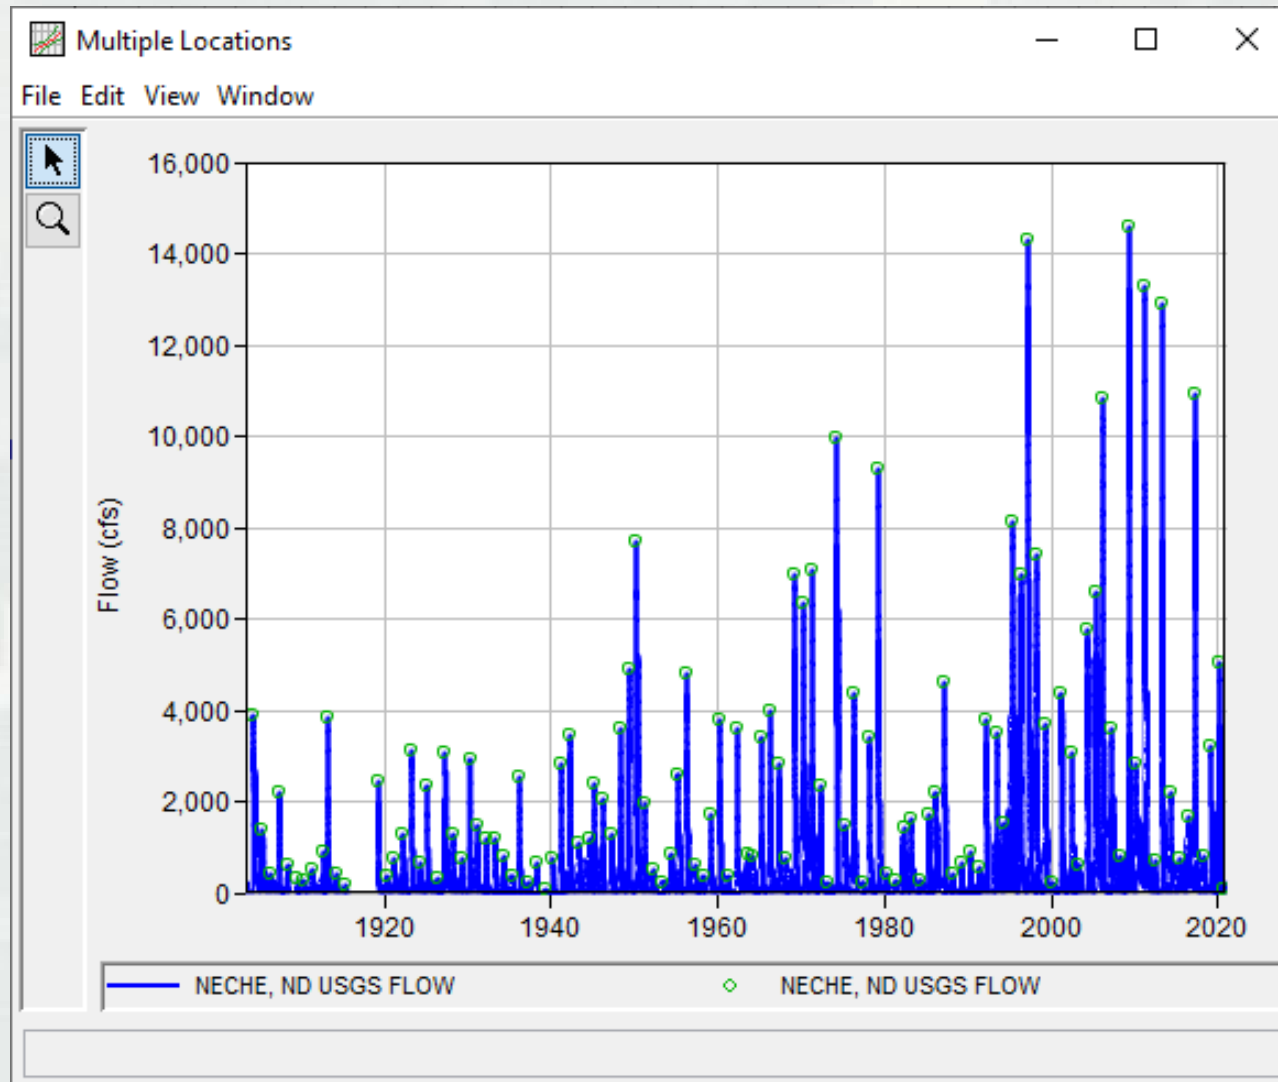 Multiple Locations
File Edit View Window
16,000
14,000
12,000
10,000
8,000
6,000
4,000
2,000
0
Flow (cfs)
1920 1940 1960 1980 2000 2020
NECHE, ND USGS FLOW NECHE, ND USGS FLOW